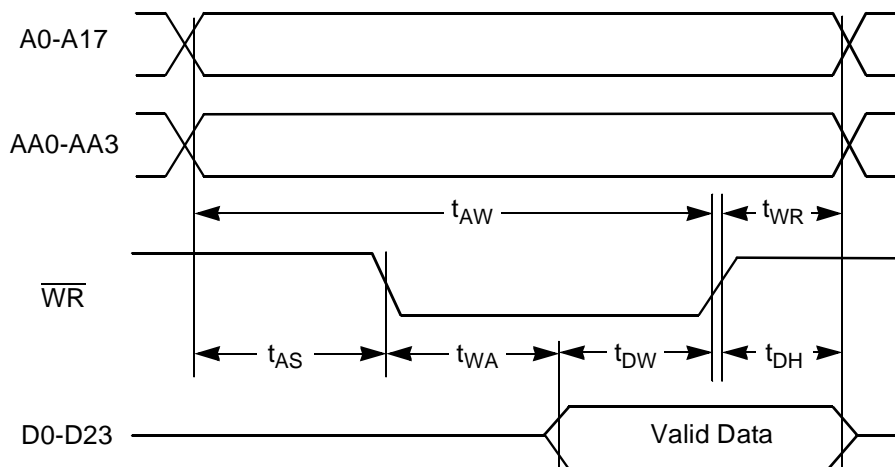 A0-A17
AA0-AA3
tAW
tWR
WR
tAS
tWA
tDW
tDH
D0-D23
Valid Data